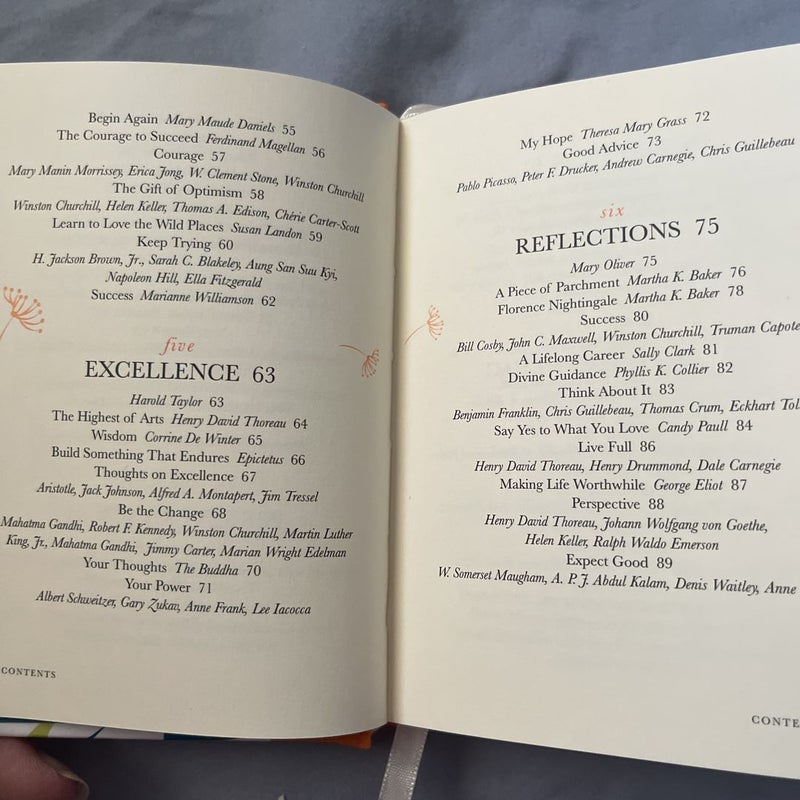 Begin Again Mary Maude Daniels 55
The Courage to Succeed Ferdinand Magellan 56
Courage 57
Mary Manin Morrissey, Erica Jong, W. Clement Stone, Winston Churchill
The Gift of Optimism 58
Winston Churchill, Helen Keller, Thomas A. Edison, Chérie Carter-Scott
Learn to Love the Wild Places Susan Landon 59
Keep Trying 60
H. Jackson Brown, Jr., Sarah C. Blakeley, Aung San Suu Kyi,
Napoleon Hill, Ella Fitzgerald
Success Marianne Williamson 62
five
EXCELLENCE 63
Harold Taylor 63
The Highest of Arts Henry David Thoreau 64
Wisdom Corrine De Winter 65
Build Something That Endures Epictetus 66
Thoughts on Excellence 67
Aristotle, Jack Johnson, Alfred A. Montapert, Jim Tressel
Be the Change 68
Mahatma Gandhi, Robert F. Kennedy, Winston Churchill, Martin Luther
King, Jr., Mahatma Gandhi, Jimmy Carter, Marian Wright Edelman
Your Thoughts The Buddha 70
Your Power 71
Albert Schweitzer, Gary Zukav, Anne Frank, Lee Iacocca
CONTENTS
My Hope Theresa Mary Grass 72
Good Advice 73
Pablo Picasso, Peter F. Drucker, Andrew Carnegie, Chris Guillebeau
six
REFLECTIONS 75
Mary Oliver 75
A Piece of Parchment Martha K. Baker 76
Florence Nightingale Martha K. Baker 78
Success 80
Bill Cosby, John C. Maxwell, Winston Churchill, Truman Capote
A Lifelong Career Sally Clark 81
Divine Guidance Phyllis K. Collier 82
Think About It 83
Benjamin Franklin, Chris Guillebeau, Thomas Crum, Eckhart Tol
Say Yes to What You Love Candy Paull 84
Live Full 86
Henry David Thoreau, Henry Drummond, Dale Carnegie
Making Life Worthwhile George Eliot 87
Perspective 88
Henry David Thoreau, Johann Wolfgang von Goethe,
Helen Keller, Ralph Waldo Emerson
Expect Good 89
W. Somerset Maugham, A. P. J. Abdul Kalam, Denis Waitley, Anne
CONTE